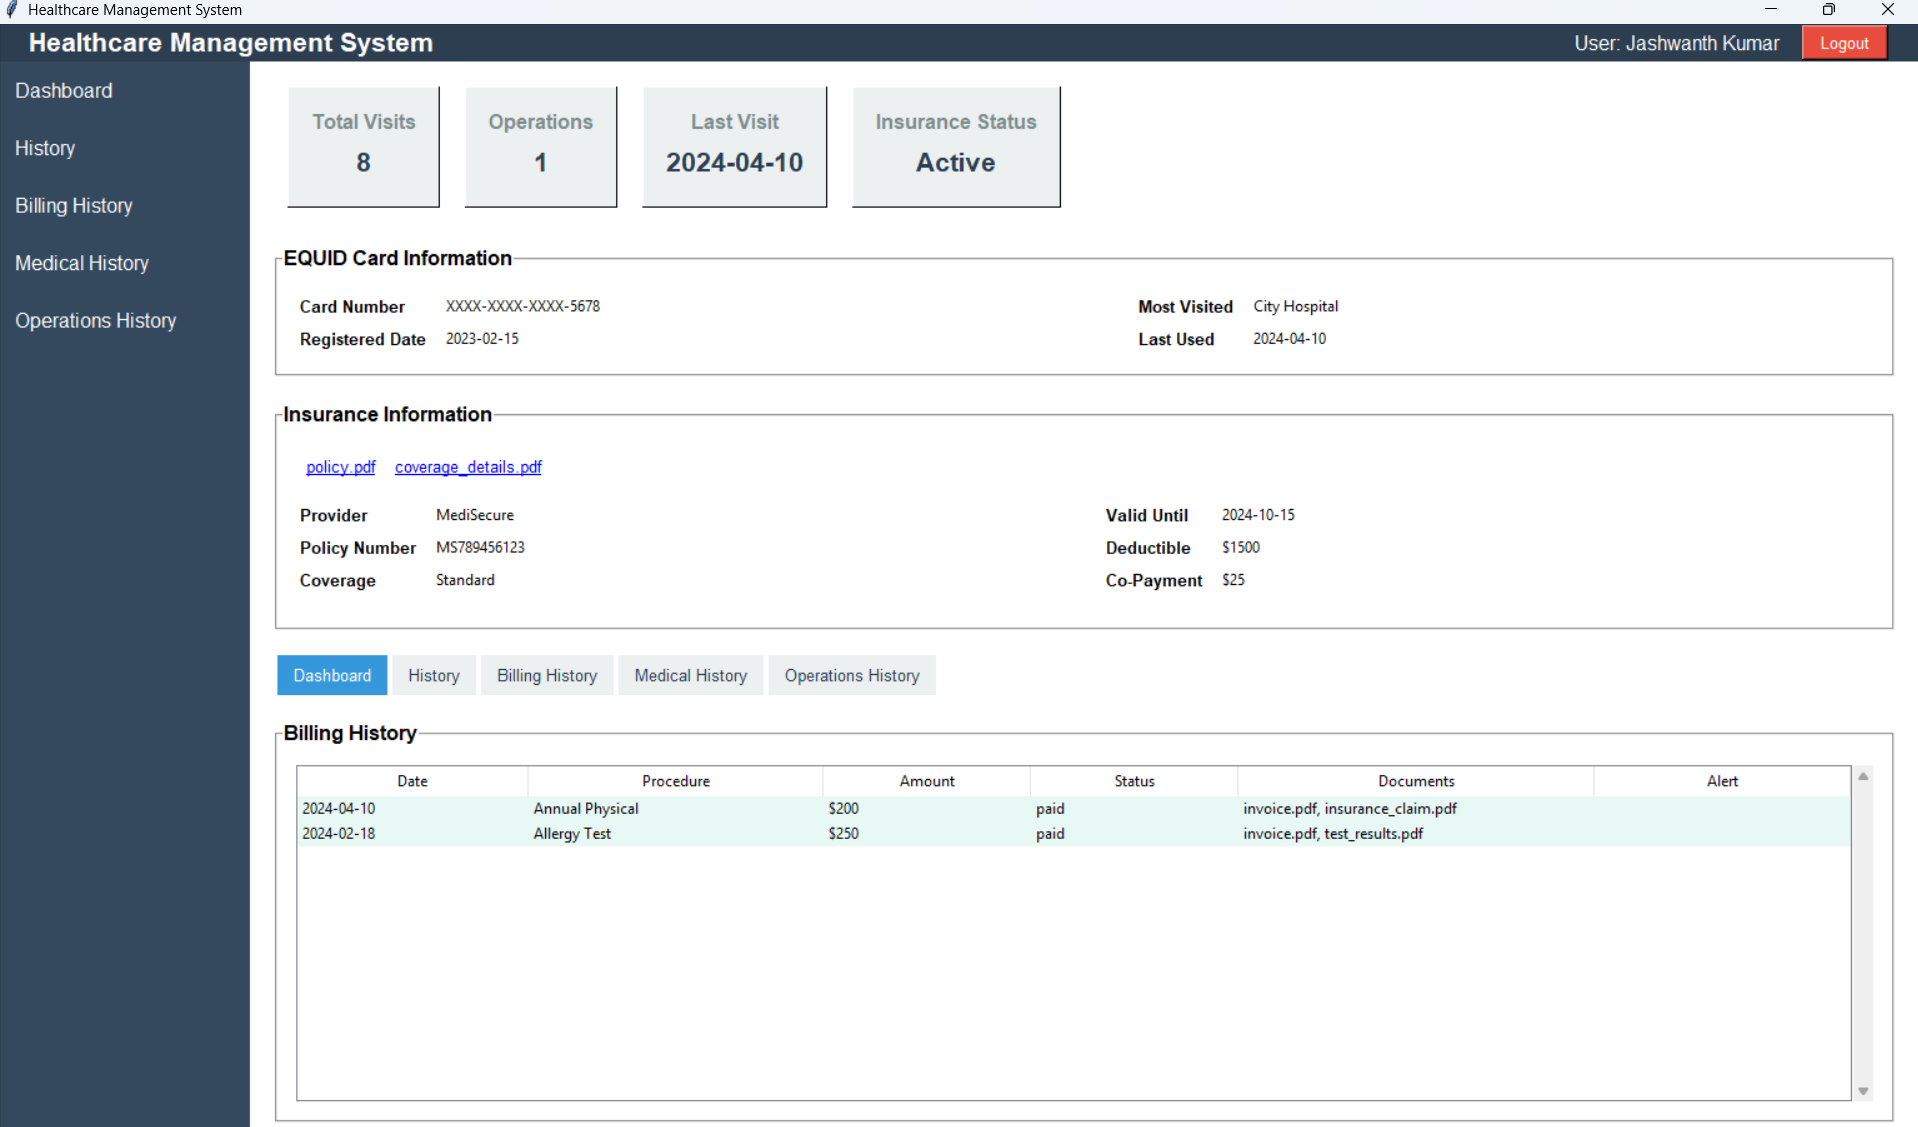 Healthcare Management System
Healthcare Management System
User: Jashwanth Kumar
Logout
Dashboard
History
Billing History
Medical History
Operations History
Total Visits
8
Operations
1
Last Visit
2024-04-10
Insurance Status
Active
EQUID Card Information
Card Number XXXX-XXXX-XXXX-5678 Most Visited City Hospital
Registered Date 2023-02-15 Last Used 2024-04-10
Insurance Information
policy.pdf coverage_details.pdf
Provider MediSecure Valid Until 2024-10-15
Policy Number MS789456123 Deductible $1500
Coverage Standard Co-Payment $25
Dashboard History Billing History Medical History Operations History
Billing History
Date Procedure Amount Status Documents Alert
2024-04-10 Annual Physical $200 paid invoice.pdf, insurance_claim.pdf
2024-02-18 Allergy Test $250 paid invoice.pdf, test_results.pdf